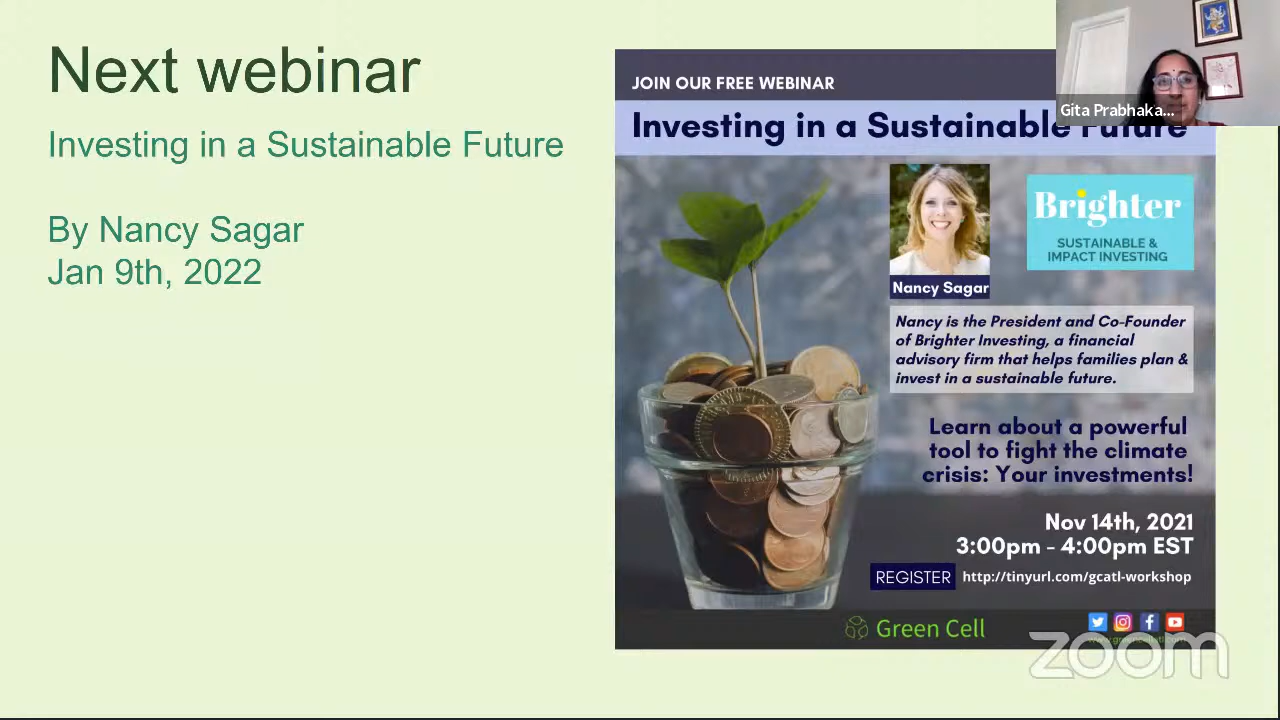 Next webinar
Investing in a Sustainable Future
By Nancy Sagar
Jan 9th, 2022
JOIN OUR FREE WEBINAR
Investing in a Sustainable Future
Gita Prabhaka...
Brighter
SUSTAINABLE &
IMPACT INVESTING
Nancy Sagar
Nancy is the President and Co-Founder
of Brighter Investing, a financial
advisory firm that helps families plan &
invest in a sustainable future.
Learn about a powerful
tool to fight the climate
crisis: Your investments!
Nov 14th, 2021
3:00pm - 4:00pm EST
REGISTER http://tinyurl.com/gcatl-workshop
Green Cell
zoom